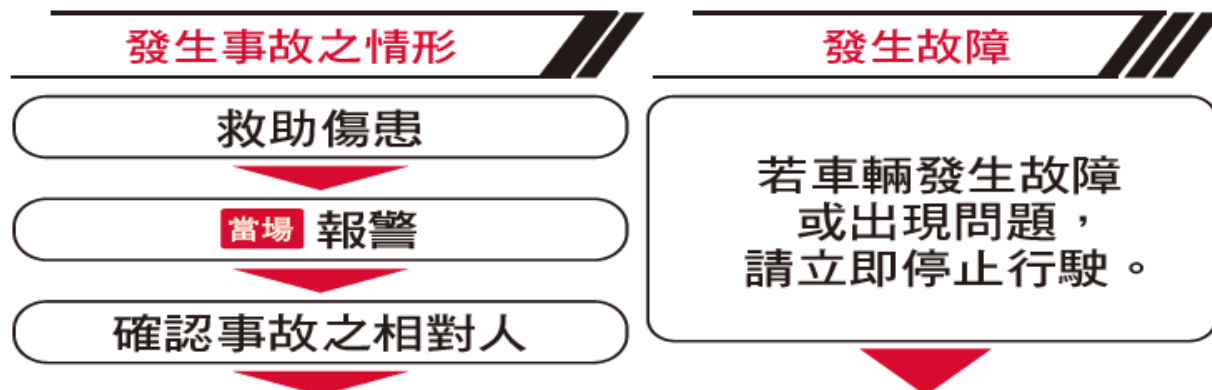 發生事故之情形
救助傷患
當場 報警
確認事故之相對人
發生故障
若車輛發生故障
或出現問題，
請立即停止行駛。